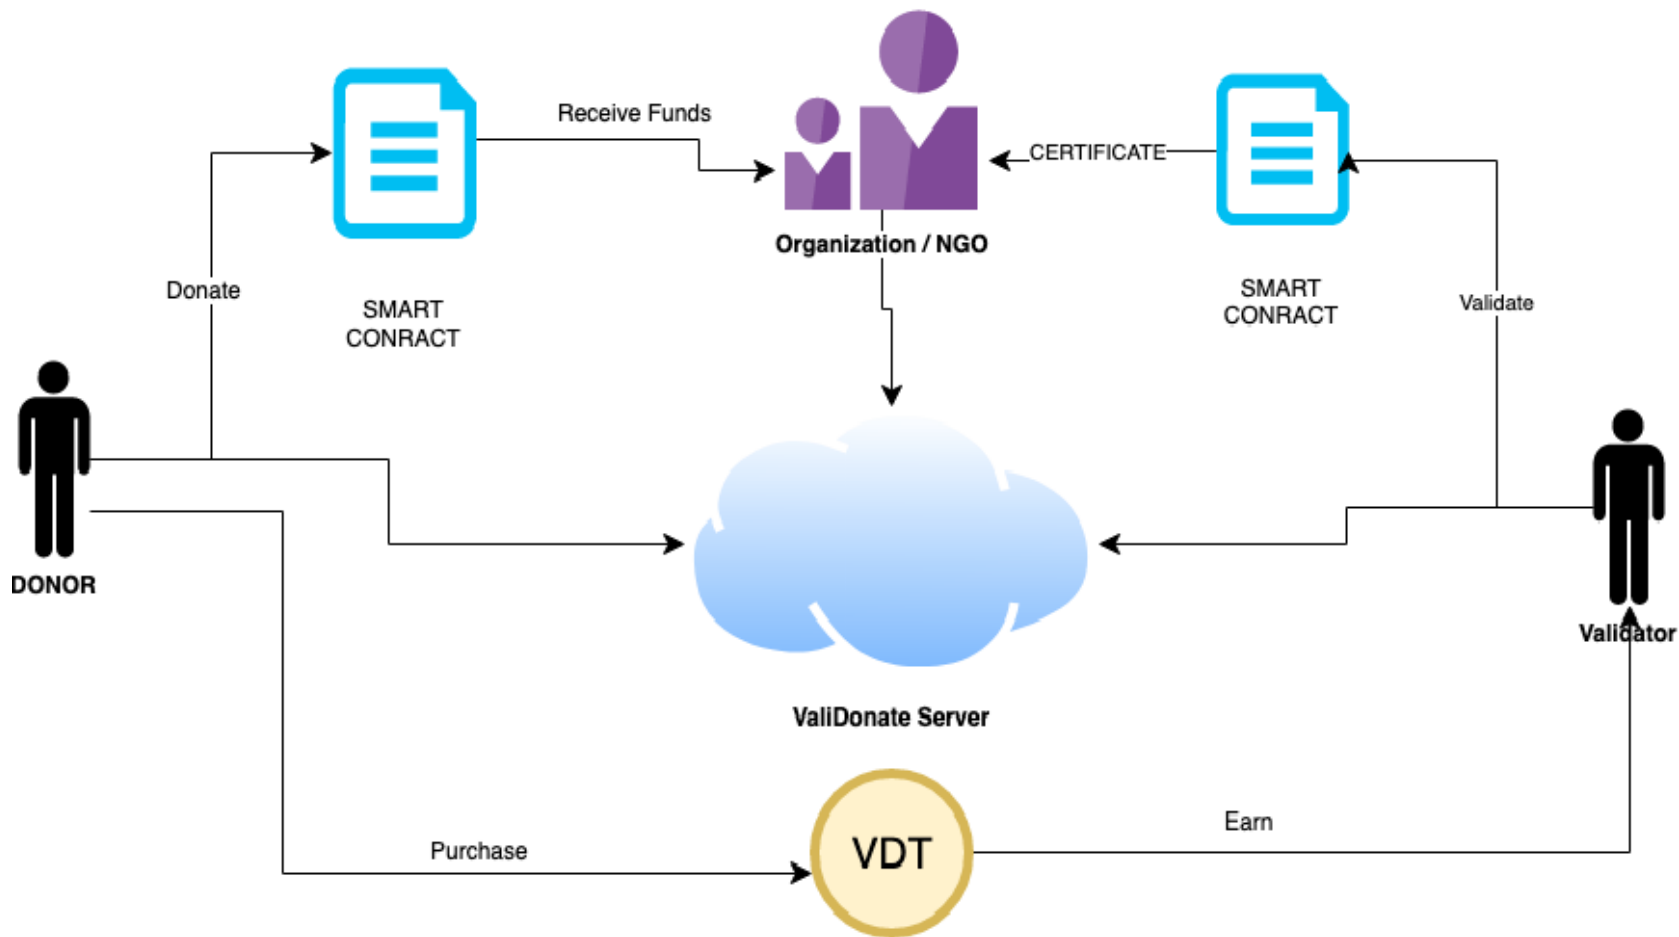 Receive Funds
CERTIFICATE
Organization / NGO
Donate
SMART
CONRACT
SMART
CONRACT
Validate
DONOR
Validator
ValiDonate Server
Purchase
VDT
Earn